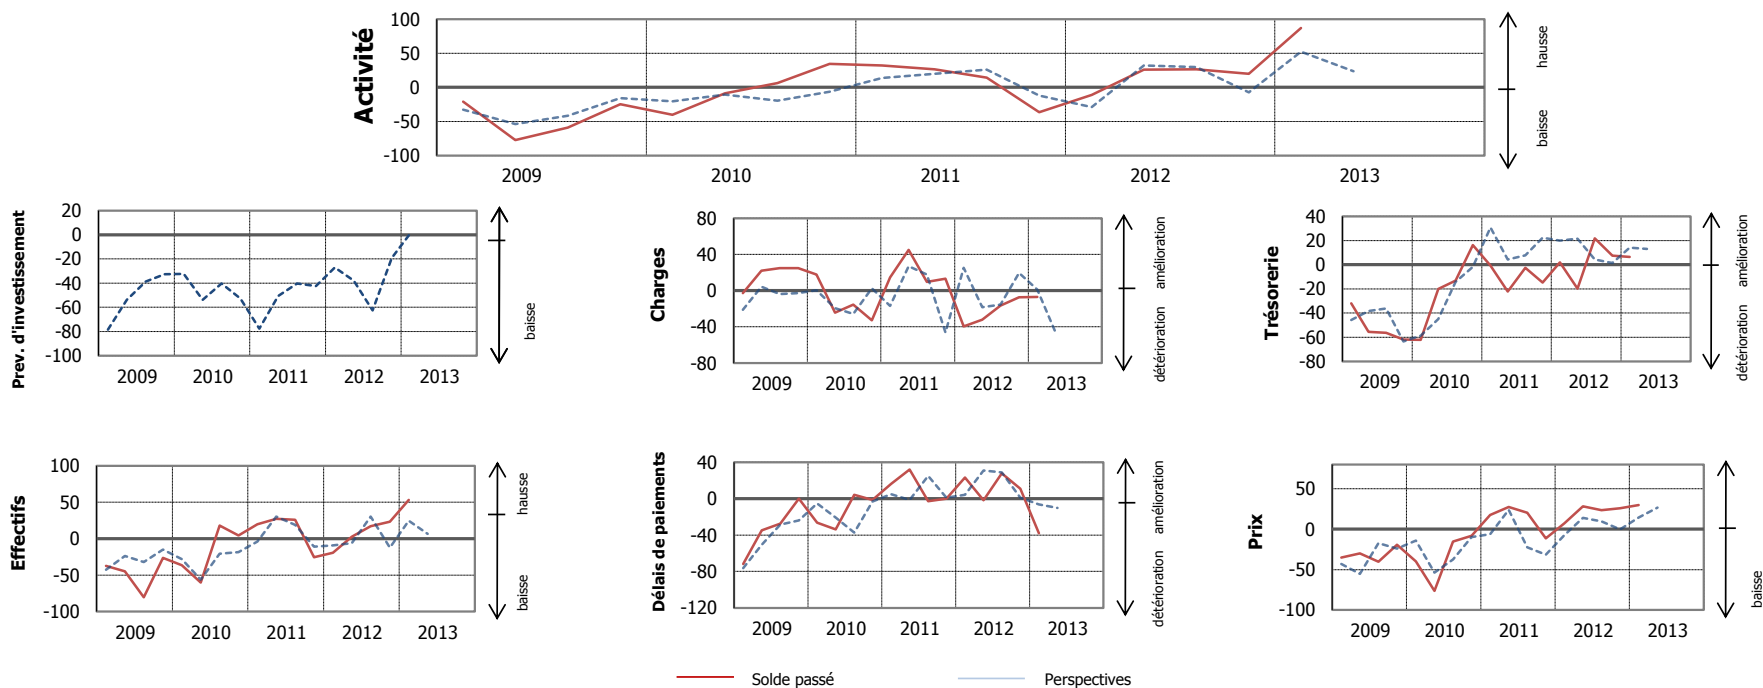 Activité
100
50
0
-50
-100
2009 2010 2011 2012 2013
hausse
baisse
Prev. d'investissement
20
0
-20
-40
-60
-80
-100
2009 2010 2011 2012 2013
baisse
Charges
80
40
0
-40
-80
2009 2010 2011 2012 2013
amélioration
détérioration
Trésorerie
40
20
0
-20
-40
-60
-80
2009 2010 2011 2012 2013
amélioration
détérioration
Effectifs
100
50
0
-50
-100
2009 2010 2011 2012 2013
hausse
baisse
Délais de paiements
40
0
-40
-80
-120
2009 2010 2011 2012 2013
amélioration
détérioration
Prix
50
0
-50
-100
2009 2010 2011 2012 2013
baisse
Solde passé Perspectives